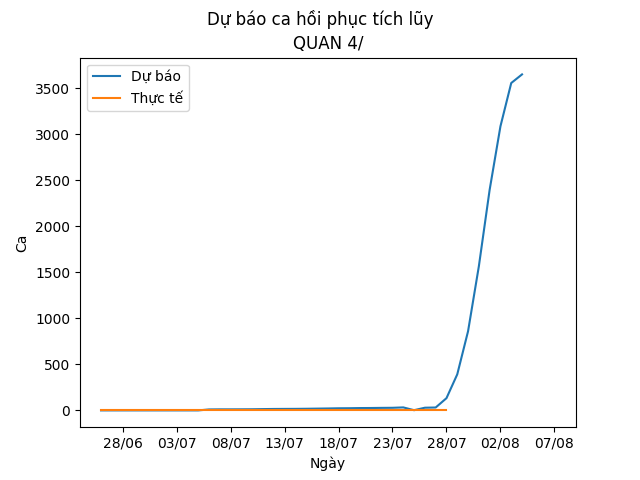 Dự báo ca hồi phục tích lũy
QUAN 4/
Dự báo
Thực tế
3500
3000
2500
2000
1500
1000
500
0
Ca
28/06 03/07 08/07 13/07 18/07 23/07 28/07 02/08 07/08
Ngày